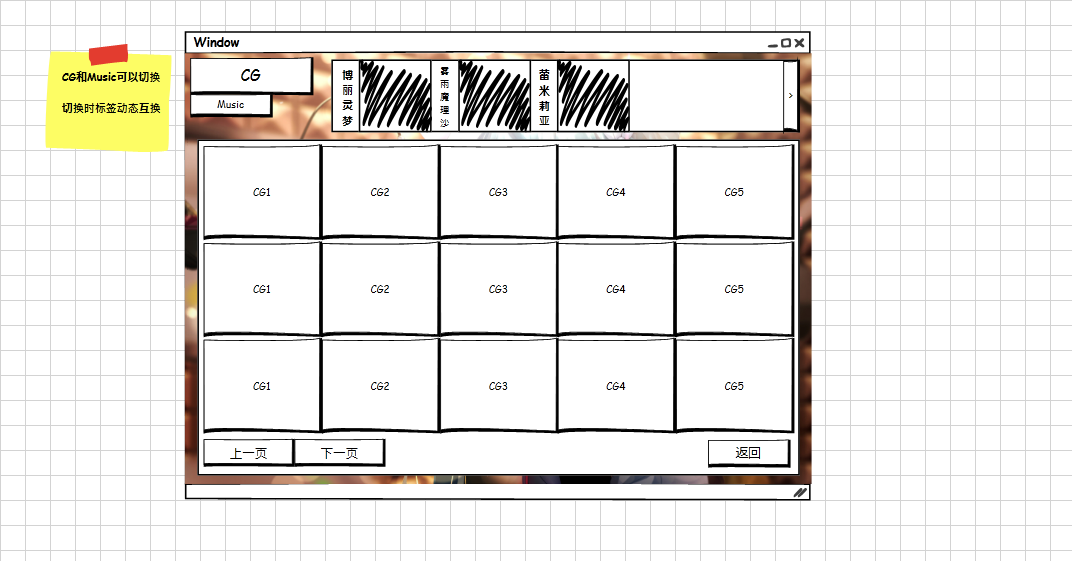 Window
CG和Music可以切换
切换时标签动态互换
CG
Music
博丽灵梦
雾雨魔理沙
蕾米莉亚
>
CG1 CG2 CG3 CG4 CG5
CG1 CG2 CG3 CG4 CG5
CG1 CG2 CG3 CG4 CG5
上一页 下一页 返回